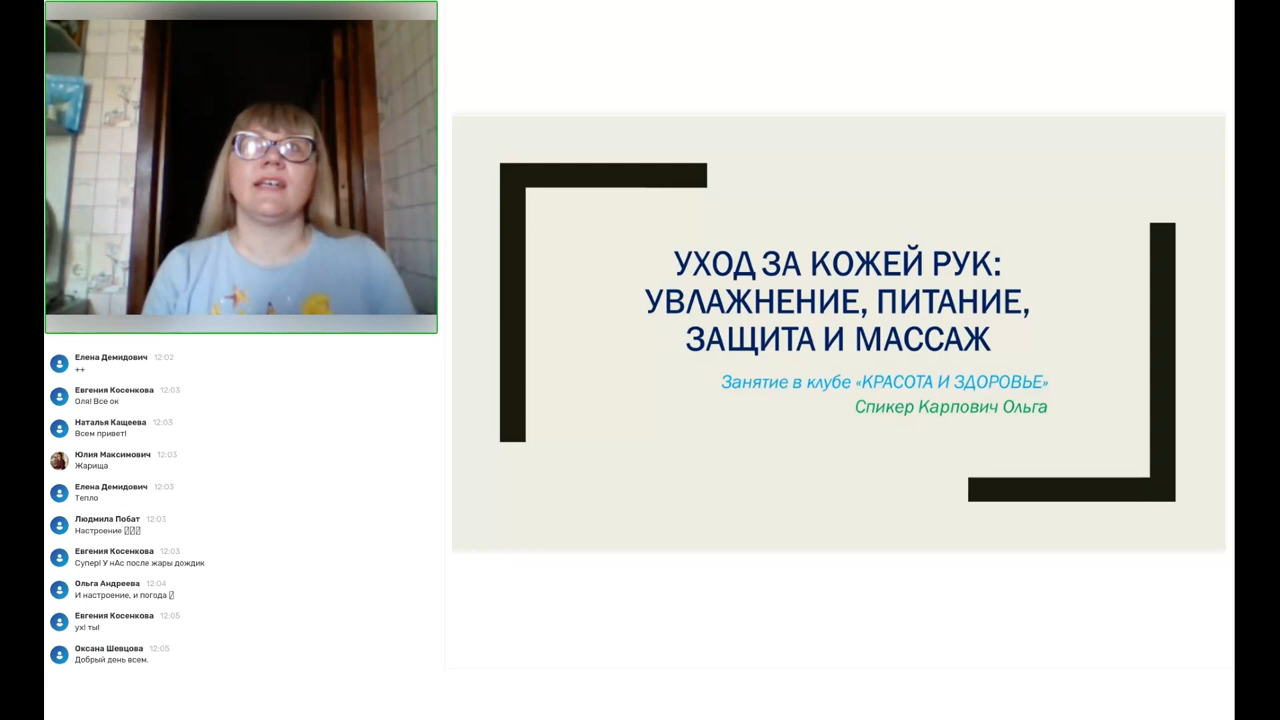 УХОД ЗА КОЖЕЙ РУК:
УВЛАЖНЕНИЕ, ПИТАНИЕ,
ЗАЩИТА И МАССАЖ
Занятие в клубе «КРАСОТА И ЗДОРОВЬЕ»
Спикер Карпович Ольга
Елена Демидович 12:02
++
Евгения Косенкова 12:03
Оля! Все ок
Наталья Кащеева 12:03
Всем привет!
Юлия Максимович 12:03
Жарища
Елена Демидович 12:03
Тепло
Людмила Побат 12:03
Настроение
Евгения Косенкова 12:03
Супер! У нАс после жары дождик
Ольга Андреева 12:04
И настроение, и погода
Евгения Косенкова 12:05
ух! ты!
Оксана Шевцова 12:05
Добрый день всем.